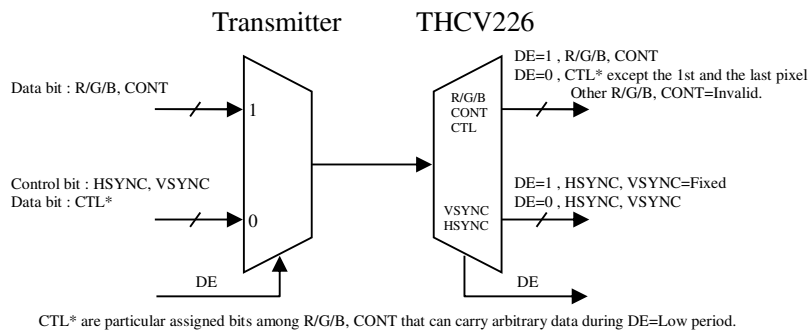 Transmitter
THCV226
Data bit : R/G/B, CONT
1
R/G/B
CONT
CTL
DE=1 , R/G/B, CONT
DE=0 , CTL* except the 1st and the last pixel
Other R/G/B, CONT=Invalid.
Control bit : HSYNC, VSYNC
Data bit : CTL*
0
VSYNC
HSYNC
DE=1 , HSYNC, VSYNC=Fixed
DE=0 , HSYNC, VSYNC
DE
DE
CTL* are particular assigned bits among R/G/B, CONT that can carry arbitrary data during DE=Low period.